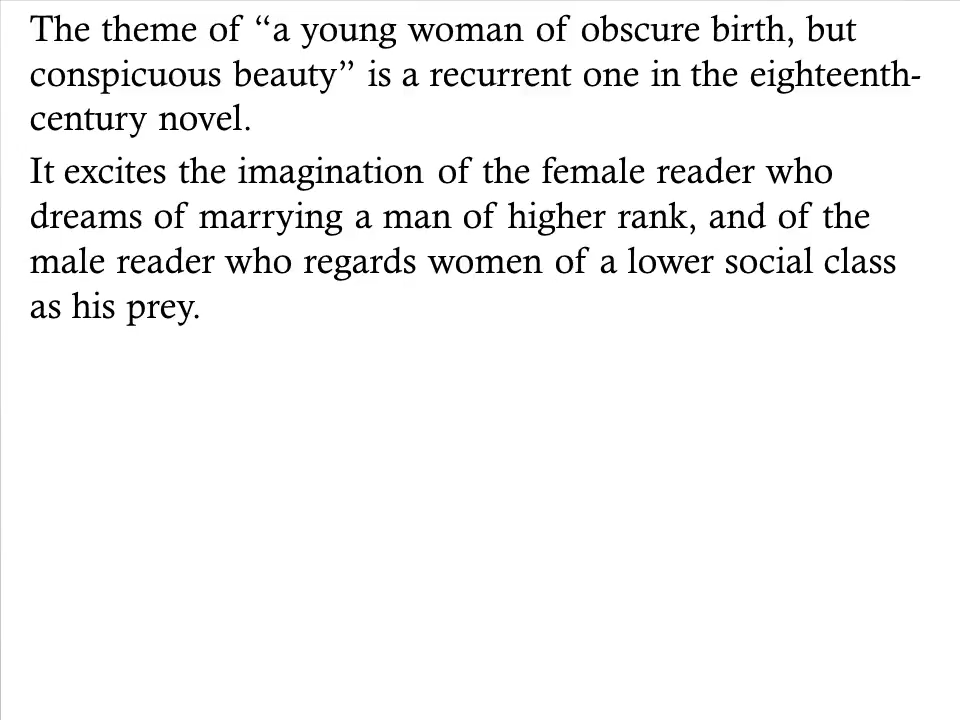 The theme of “a young woman of obscure birth, but
conspicuous beauty” is a recurrent one in the eighteenth-
century novel.
It excites the imagination of the female reader who
dreams of marrying a man of higher rank, and of the
male reader who regards women of a lower social class
as his prey.